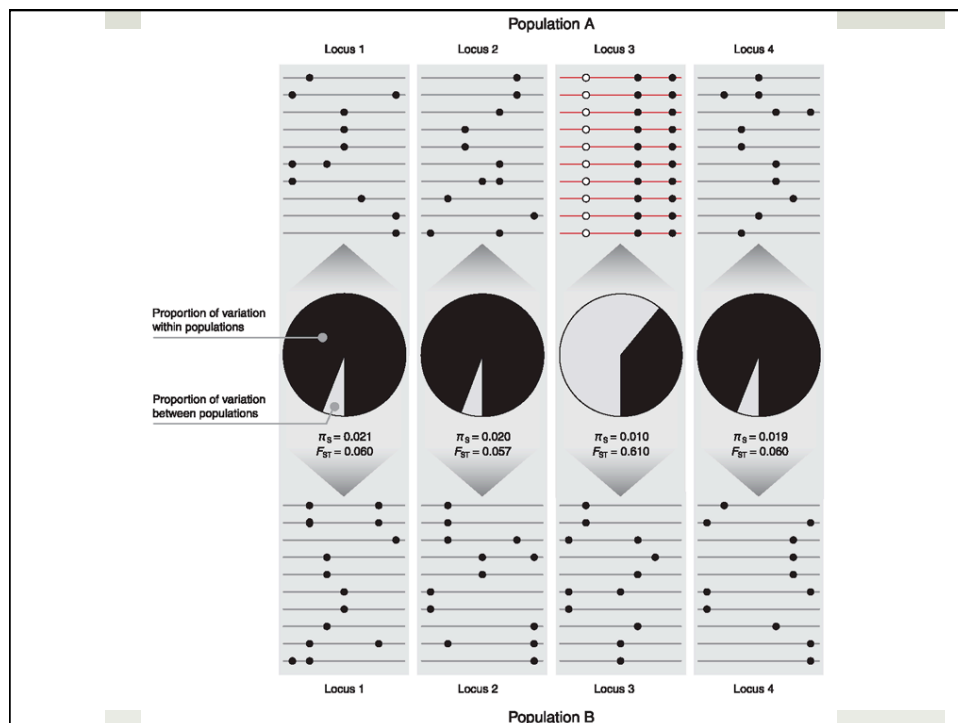 Population A
Locus 1
Locus 2
Locus 3
Locus 4
Proportion of variation
within populations
Proportion of variation
between populations
πS = 0.021
FST = 0.060
πS = 0.020
FST = 0.057
πS = 0.010
FST = 0.610
πS = 0.019
FST = 0.060
Locus 1
Locus 2
Locus 3
Locus 4
Population B